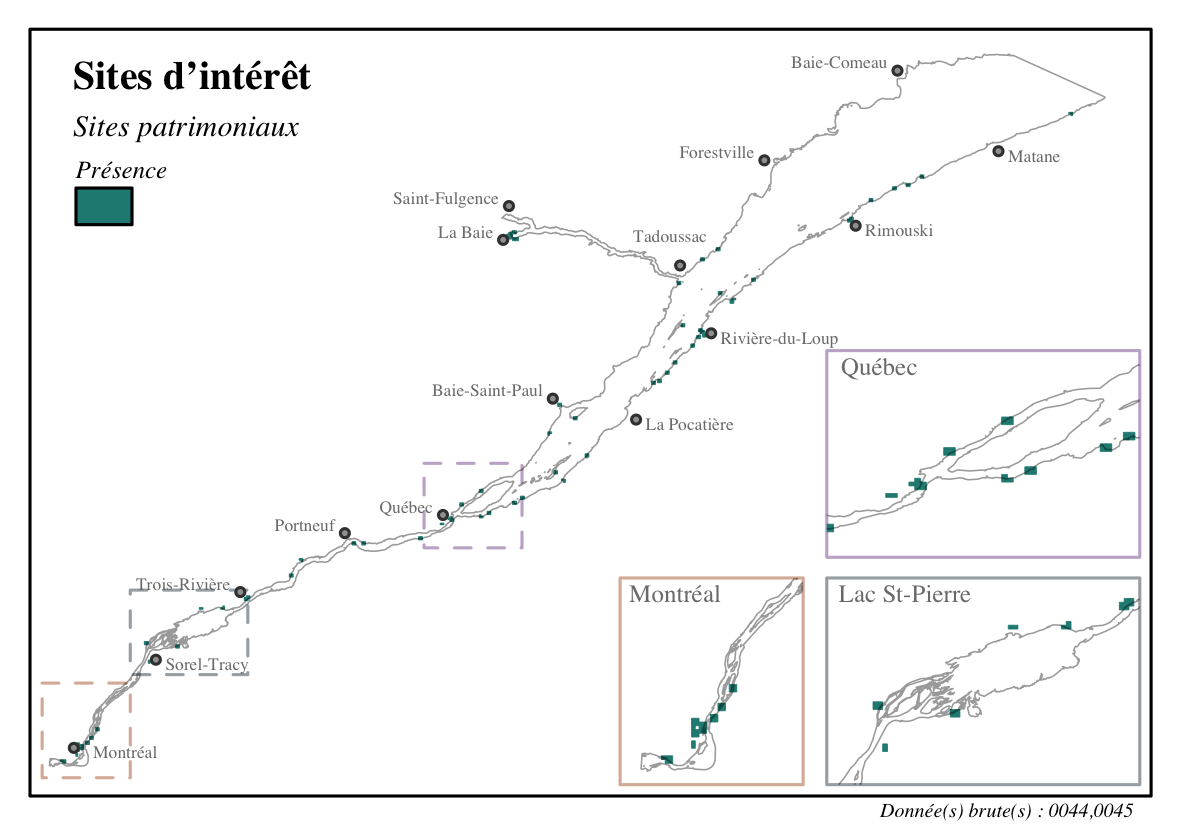 Sites d’intérêt
Sites patrimoniaux
Présence
Baie-Comeau
Forestville
Matane
Saint-Fulgence
La Baie
Tadoussac
Rimouski
Rivière-du-Loup
Baie-Saint-Paul
La Pocatière
Québec
Portneuf
Trois-Rivière
Sorel-Tracy
Montréal
Québec
Montréal
Lac St-Pierre
Donnée(s) brute(s) : 0044,0045